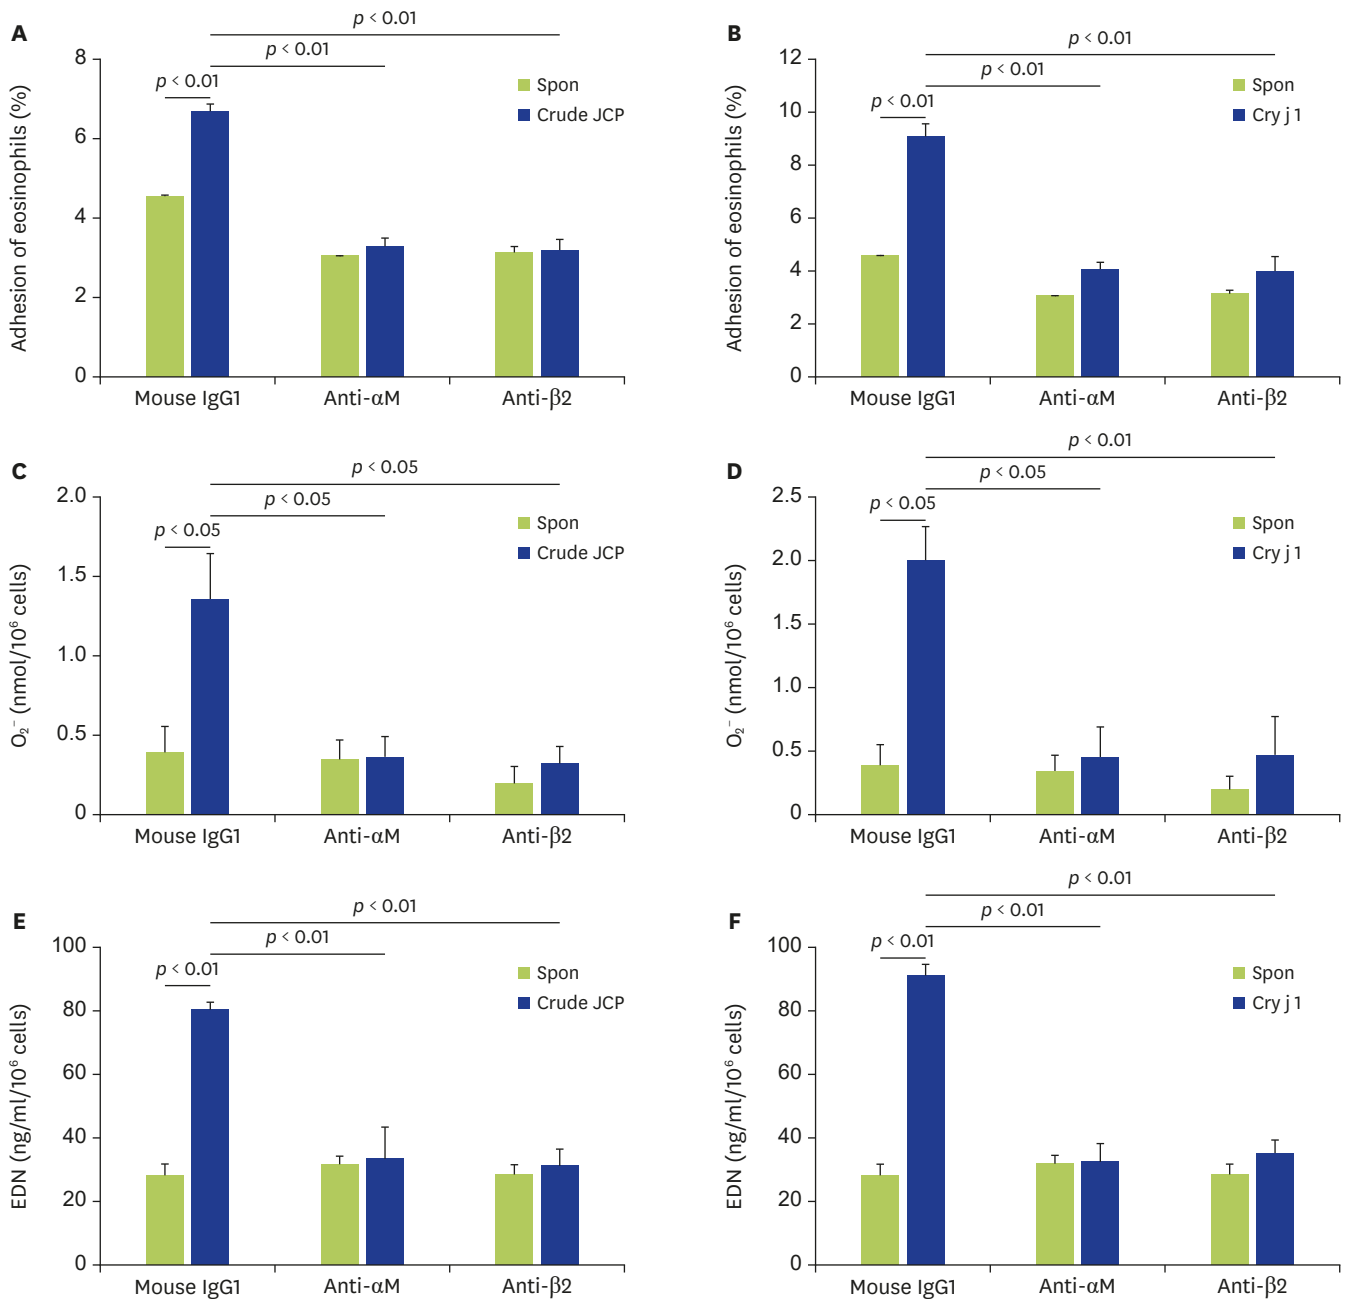 A
p < 0.01
p < 0.01
p < 0.01
Spon
Crude JCP
Adhesion of eosinophils (%)
8
6
4
2
0
Mouse IgG1
Anti-αM
Anti-β2
B
p < 0.01
p < 0.01
p < 0.01
Spon
Cry j 1
Adhesion of eosinophils (%)
12
10
8
6
4
2
0
Mouse IgG1
Anti-αM
Anti-β2
C
p < 0.05
p < 0.05
p < 0.05
Spon
Crude JCP
O₂⁻ (nmol/10⁶ cells)
2.0
1.5
1.0
0.5
0
Mouse IgG1
Anti-αM
Anti-β2
D
p < 0.01
p < 0.05
p < 0.05
Spon
Cry j 1
O₂⁻ (nmol/10⁶ cells)
2.5
2.0
1.5
1.0
0.5
0
Mouse IgG1
Anti-αM
Anti-β2
E
p < 0.01
p < 0.01
p < 0.01
Spon
Crude JCP
EDN (ng/ml/10⁶ cells)
100
80
60
40
20
0
Mouse IgG1
Anti-αM
Anti-β2
F
p < 0.01
p < 0.01
p < 0.01
Spon
Cry j 1
EDN (ng/ml/10⁶ cells)
100
80
60
40
20
0
Mouse IgG1
Anti-αM
Anti-β2